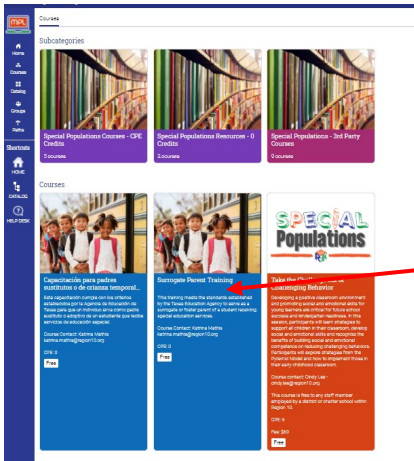 MPL
Home
Courses
Catalog
Groups
Paths
Shortcuts
HOME
CATALOG
HELP DESK
Courses
Subcategories
Special Populations Courses - CPE
Credits
3 courses
Special Populations Resources - 0
Credits
2 courses
Special Populations - 3rd Party
Courses
9 courses
Courses
Capacitación para padres
sustitutos o de crianza temporal...
Esta capacitación cumple con los criterios
establecidos por la Agencia de Educación de
Texas para que un individuo sirva como padre
sustituto o adoptivo de un estudiante que recibe
servicios de educación especial.
Course Contact: Katrina Mathis
katrina.mathis@region10.org
CPE: 0
Free
Surrogate Parent Training
This training meets the standards established
by the Texas Education Agency to serve as a
surrogate or foster parent of a student receiving
special education services.
Course Contact: Katrina Mathis
katrina.mathis@region10.org
CPE: 0
Free
SPECIAL
Populations
Take the Challenge Out of
Challenging Behavior
Developing a positive classroom environment
and promoting social and emotional skills for
young learners are critical for future school
success and kindergarten readiness. In this
session, participants will learn strategies to
support all children in their classroom, develop
social and emotional skills and recognize the
benefits of building social and emotional
competence on reducing challenging behaviors.
Participants will explore strategies from the
Pyramid Model and how to implement those in
their early childhood classroom.
Course contact: Cindy Lee -
cindy.lee@region10.org
This course is free to any staff member
employed by a district or charter school within
Region 10.
CPE: 6
Fee: $60
Free